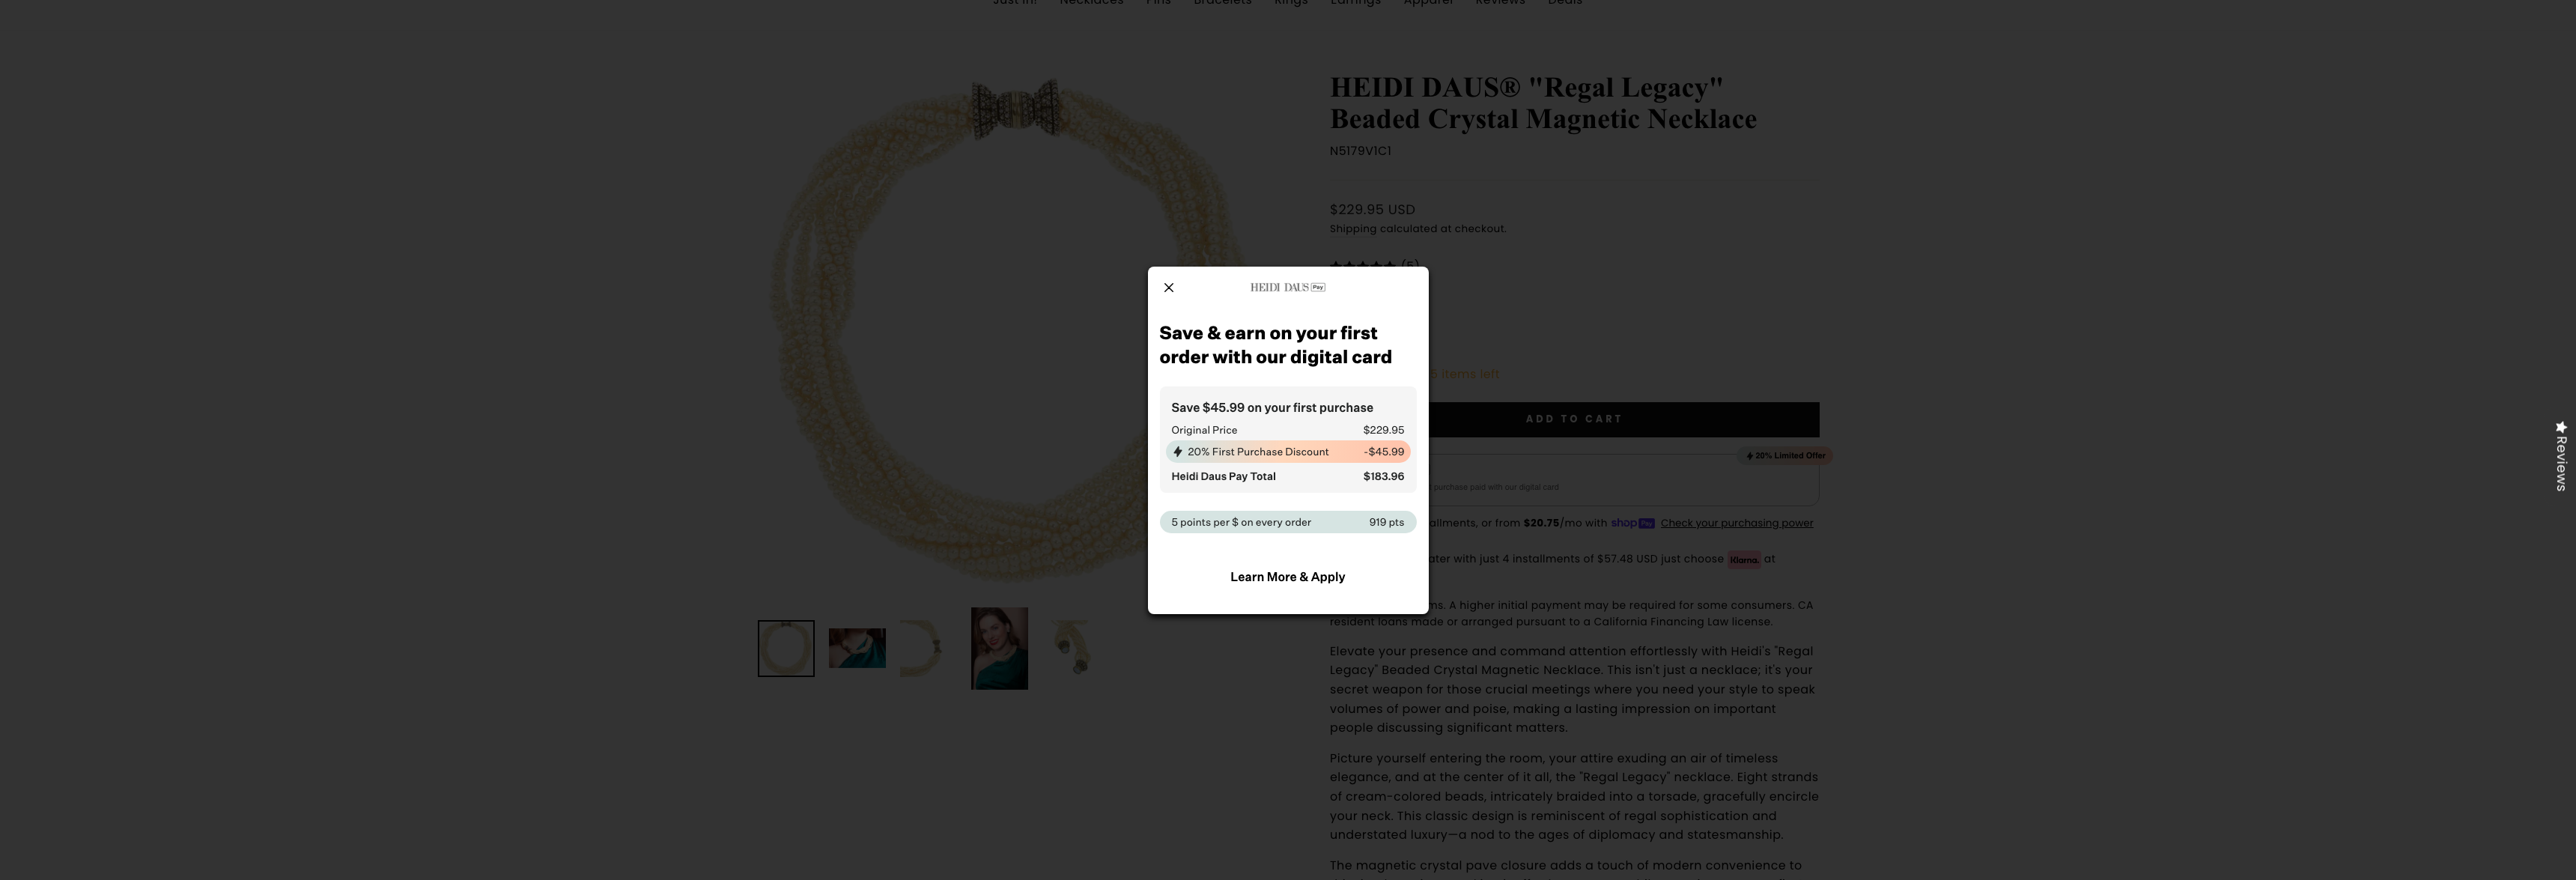 Just In!
Necklaces
Pins
Bracelets
Rings
Earrings
Apparel
Reviews
Deals
HEIDI DAUS® "Regal Legacy"
Beaded Crystal Magnetic Necklace
N5179V1C1
$229.95 USD
Shipping calculated at checkout.
(5)
HEIDI DAUS Pay
Save & earn on your first
order with our digital card
Save $45.99 on your first purchase
Original Price $229.95
20% First Purchase Discount -$45.99
Heidi Daus Pay Total $183.96
5 points per $ on every order 919 pts
Learn More & Apply
5 items left
ADD TO CART
20% Limited Offer
purchase paid with our digital card
or from $20.75/mo with shop Pay Check your purchasing power
with just 4 installments of $57.48 USD just choose Klarna. at
A higher initial payment may be required for some consumers. CA
resident loans made or arranged pursuant to a California Financing Law license.
Elevate your presence and command attention effortlessly with Heidi's "Regal
Legacy" Beaded Crystal Magnetic Necklace. This isn't just a necklace; it's your
secret weapon for those crucial meetings where you need your style to speak
volumes of power and poise, making a lasting impression on important
people discussing significant matters.
Picture yourself entering the room, your attire exuding an air of timeless
elegance, and at the center of it all, the "Regal Legacy" necklace. Eight strands
of cream-colored beads, intricately braided into a torsade, gracefully encircle
your neck. This classic design is reminiscent of regal sophistication and
understated luxury—a nod to the ages of diplomacy and statesmanship.
The magnetic crystal pave closure adds a touch of modern convenience to
Reviews